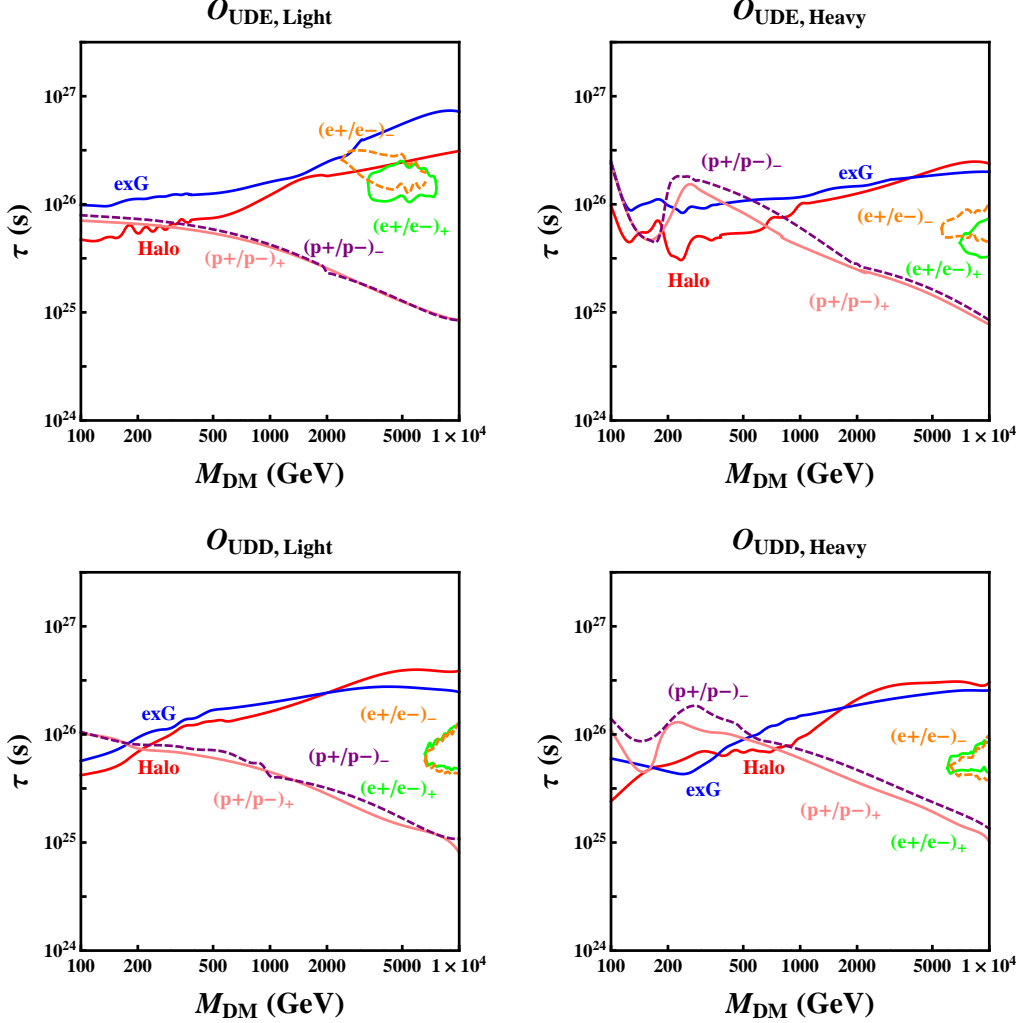 O_UDE, Light
10^27
10^26
10^25
10^24
τ (s)
(e+/e−)_−
exG
(e+/e−)_+
Halo
(p+/p−)_+
(p+/p−)_−
100 200 500 1000 2000 5000 1 × 10^4
M_DM (GeV)
O_UDE, Heavy
10^27
10^26
10^25
10^24
τ (s)
(p+/p−)_−
exG
(e+/e−)_−
Halo
(e+/e−)_+
(p+/p−)_+
100 200 500 1000 2000 5000 1 × 10^4
M_DM (GeV)
O_UDD, Light
10^27
10^26
10^25
10^24
τ (s)
exG
(e+/e−)_−
Halo
(p+/p−)_−
(e+/e−)_+
(p+/p−)_+
100 200 500 1000 2000 5000 1 × 10^4
M_DM (GeV)
O_UDD, Heavy
10^27
10^26
10^25
10^24
τ (s)
(p+/p−)_−
(e+/e−)_−
Halo
exG
(p+/p−)_+
(e+/e−)_+
100 200 500 1000 2000 5000 1 × 10^4
M_DM (GeV)